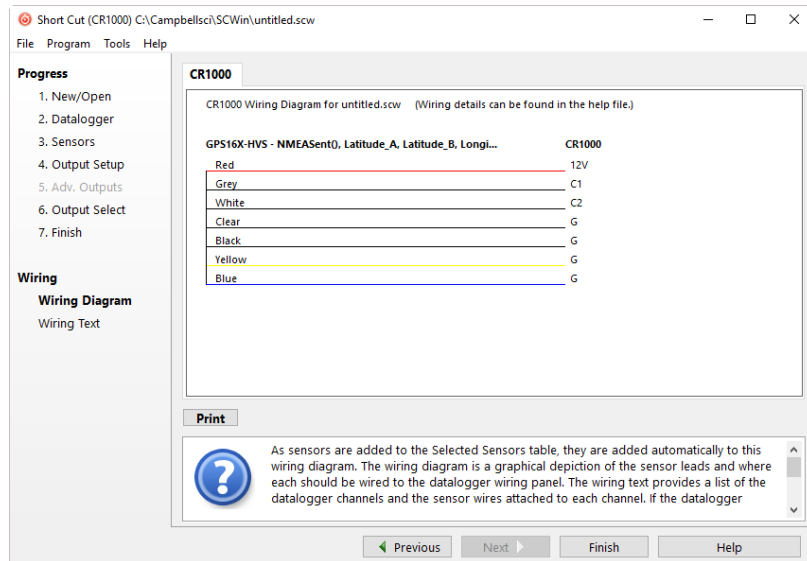 Short Cut (CR1000) C:\Campbellsci\SCWin\untitled.scw
File Program Tools Help
Progress
1. New/Open
2. Datalogger
3. Sensors
4. Output Setup
5. Adv. Outputs
6. Output Select
7. Finish
Wiring
Wiring Diagram
Wiring Text
CR1000
CR1000 Wiring Diagram for untitled.scw (Wiring details can be found in the help file.)
GPS16X-HVS - NMEASent(), Latitude_A, Latitude_B, Longi... CR1000
Red 12V
Grey C1
White C2
Clear G
Black G
Yellow G
Blue G
Print
As sensors are added to the Selected Sensors table, they are added automatically to this
wiring diagram. The wiring diagram is a graphical depiction of the sensor leads and where
each should be wired to the datalogger wiring panel. The wiring text provides a list of the
datalogger channels and the sensor wires attached to each channel. If the datalogger
Previous Next Finish Help